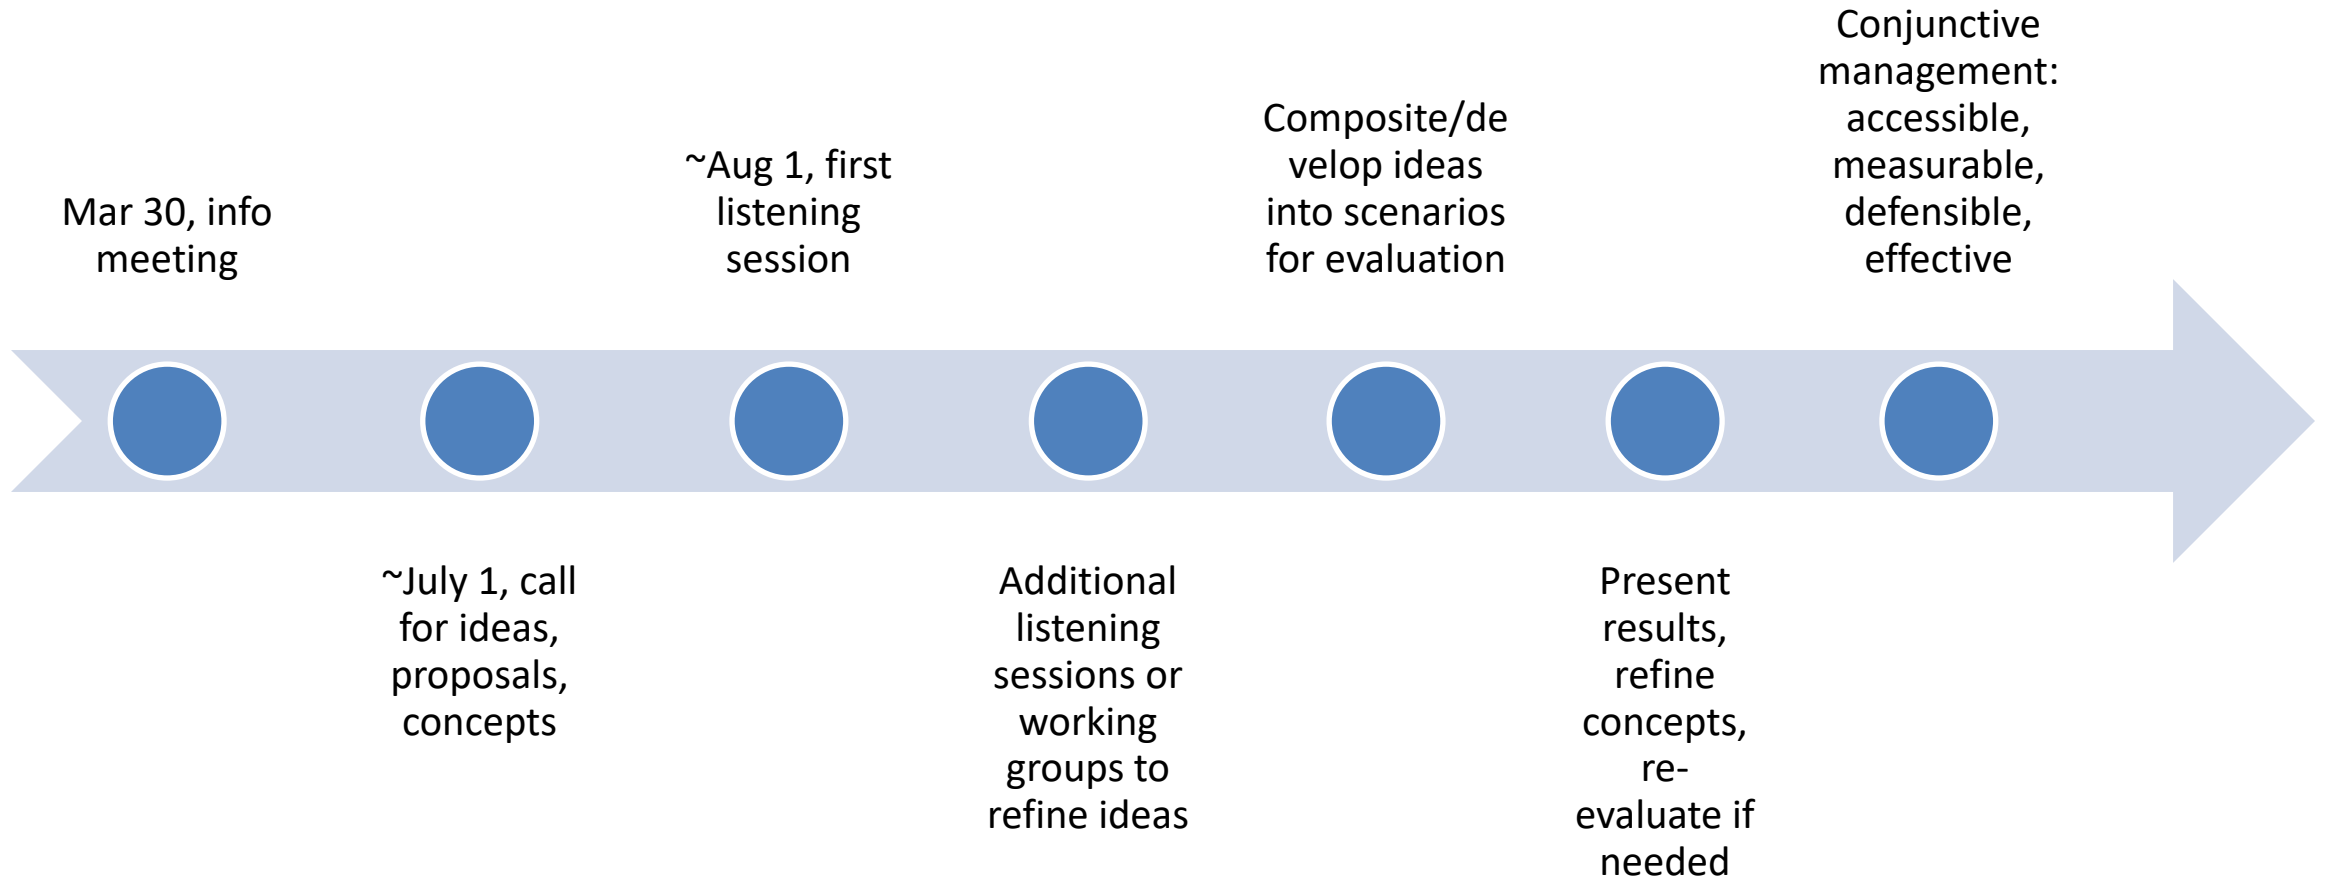 Mar 30, info
meeting
~July 1, call
for ideas,
proposals,
concepts
~Aug 1, first
listening
session
Additional
listening
sessions or
working
groups to
refine ideas
Composite/de
velop ideas
into scenarios
for evaluation
Present
results,
refine
concepts,
re-
evaluate if
needed
Conjunctive
management:
accessible,
measurable,
defensible,
effective